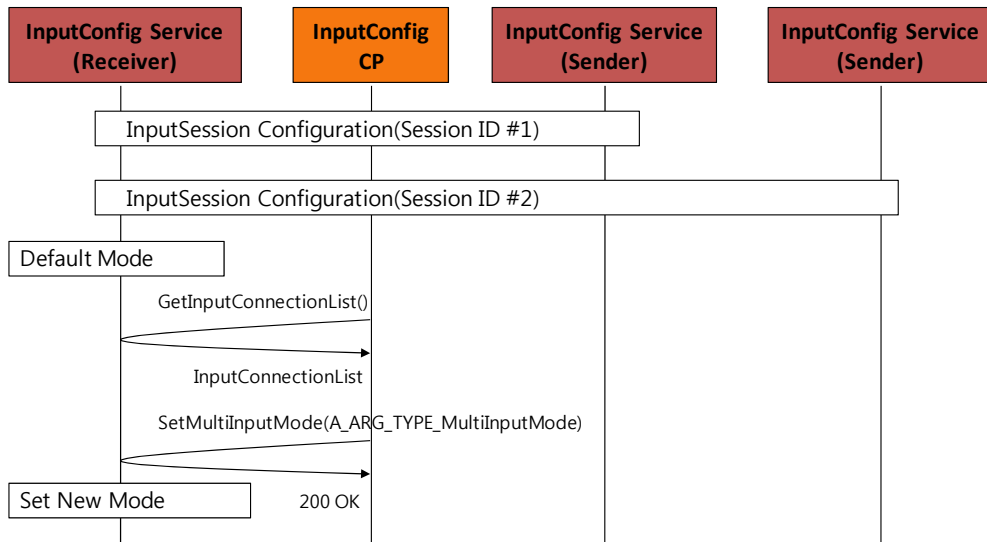 InputConfig Service
(Receiver)
InputConfig
CP
InputConfig Service
(Sender)
InputConfig Service
(Sender)
InputSession Configuration(Session ID #1)
InputSession Configuration(Session ID #2)
Default Mode
GetInputConnectionList()
InputConnectionList
SetMultiInputMode(A_ARG_TYPE_MultiInputMode)
Set New Mode
200 OK